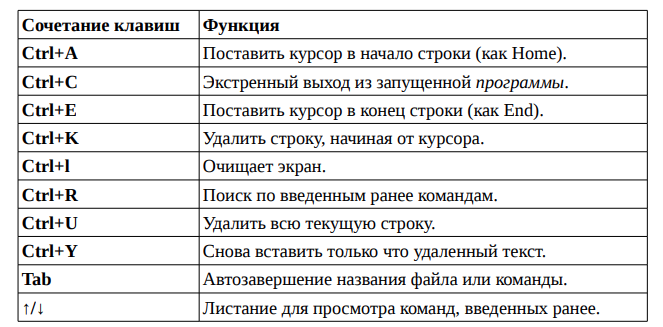 Сочетание клавиш Функция
Ctrl+A Поставить курсор в начало строки (как Home).
Ctrl+C Экстренный выход из запущенной программы.
Ctrl+E Поставить курсор в конец строки (как End).
Ctrl+K Удалить строку, начиная от курсора.
Ctrl+l Очищает экран.
Ctrl+R Поиск по введенным ранее командам.
Ctrl+U Удалить всю текущую строку.
Ctrl+Y Снова вставить только что удаленный текст.
Tab Автозавершение названия файла или команды.
↑/↓ Листание для просмотра команд, введенных ранее.